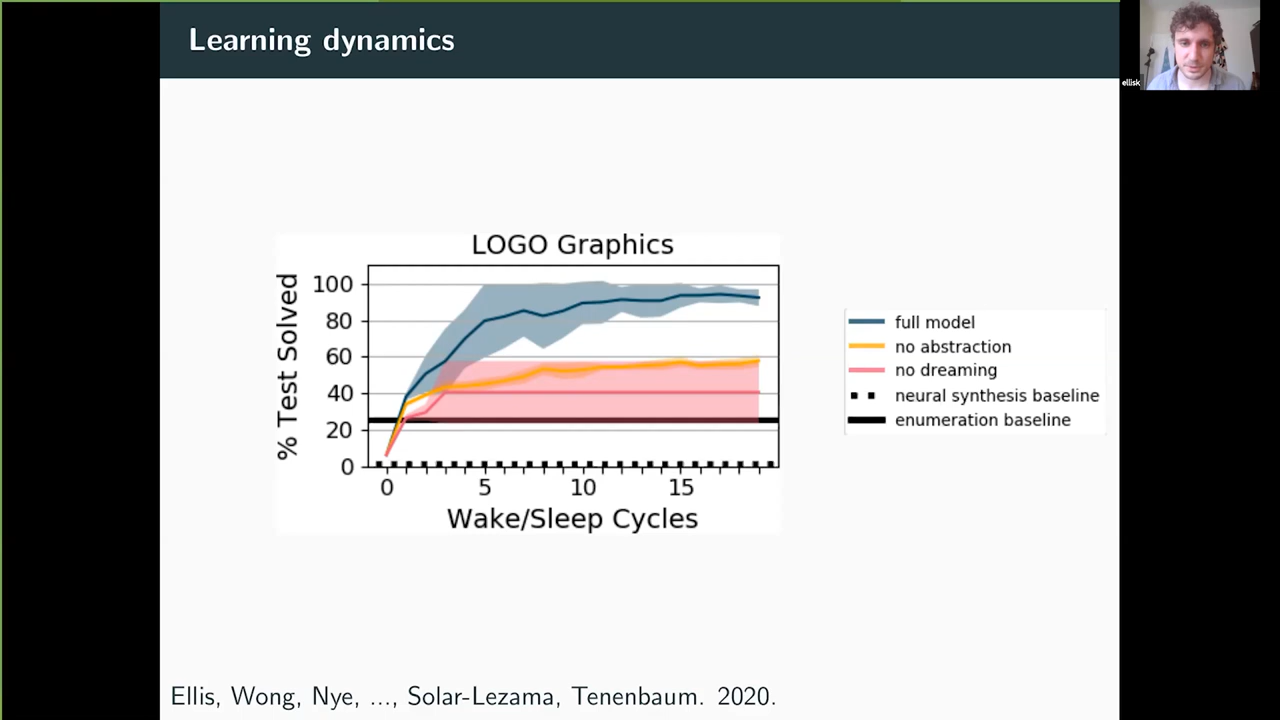 Learning dynamics
ellisk
LOGO Graphics
% Test Solved
100
80
60
40
20
0
0 5 10 15
Wake/Sleep Cycles
full model
no abstraction
no dreaming
neural synthesis baseline
enumeration baseline
Ellis, Wong, Nye, ..., Solar-Lezama, Tenenbaum. 2020.